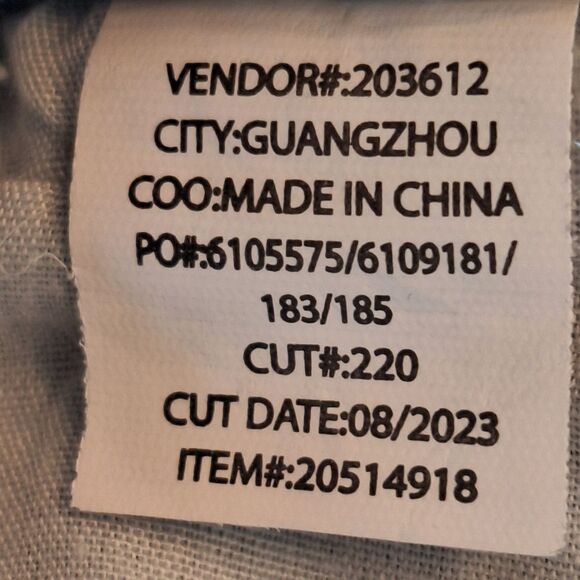 VENDOR#:203612
CITY:GUANGZHOU
COO:MADE IN CHINA
PO#:6105575/6109181/
183/185
CUT#:220
CUT DATE:08/2023
ITEM#:20514918